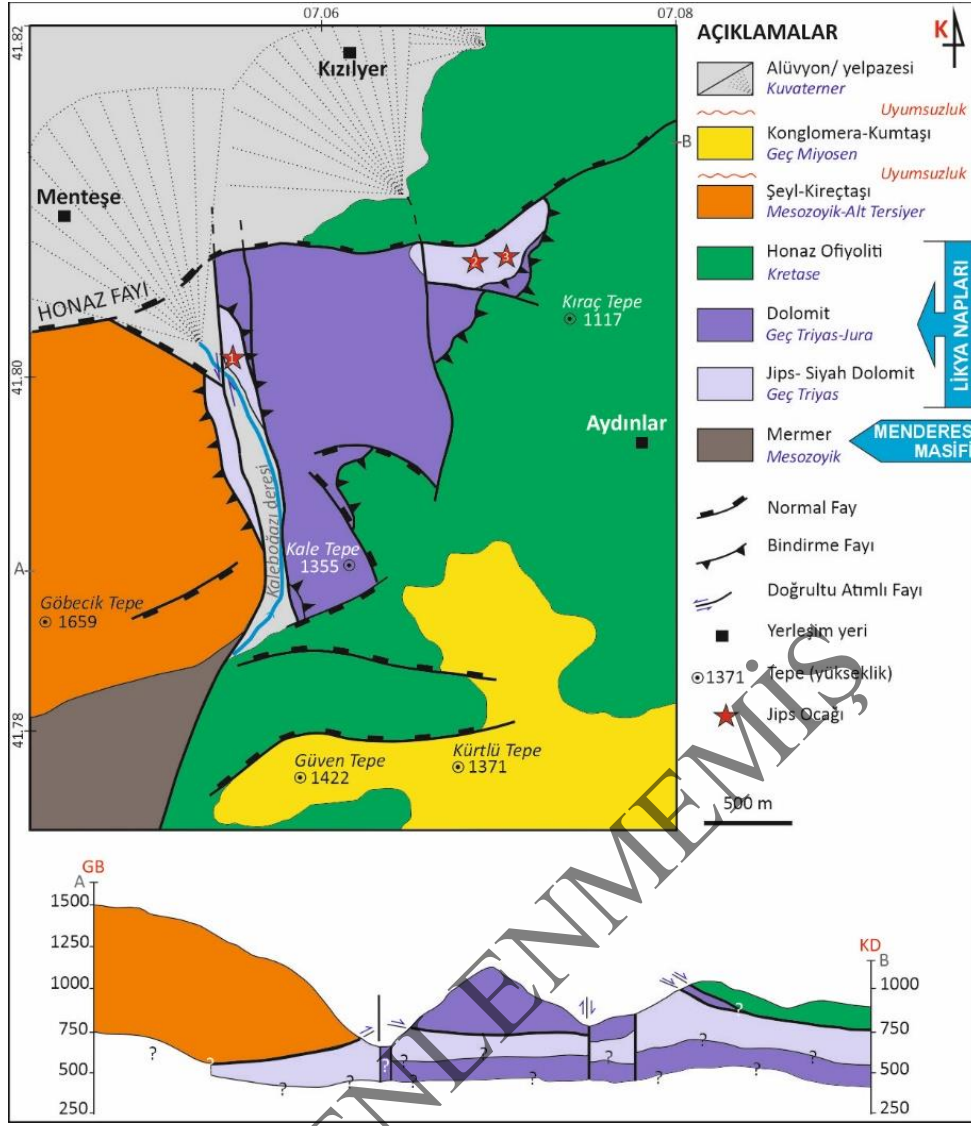 07.06
07.08
41.82
41.80
41.78
Kızılyer
Menteşe
HONAZ FAYI
B
2
3
1
Kıraç Tepe
1117
Aydınlar
Kaleboğazı deresi
Kale Tepe
1355
A
Göbecik Tepe
1659
Güven Tepe
1422
Kürtlü Tepe
1371
K
AÇIKLAMALAR
Alüvyon/ yelpazesi
Kuvaterner
Uyumsuzluk
Konglomera-Kumtaşı
Geç Miyosen
Uyumsuzluk
Şeyl-Kireçtaşı
Mesozoyik-Alt Tersiyer
Honaz Ofiyoliti
Kretase
Dolomit
Geç Triyas-Jura
Jips- Siyah Dolomit
Geç Triyas
LİKYA NAPLARI
Mermer
Mesozoyik
MENDERES
MASİFİ
Normal Fay
Bindirme Fayı
Doğrultu Atımlı Fayı
Yerleşim yeri
1371 Tepe (yükseklik)
Jips Ocağı
500 m
LENMEMİŞ
GB
A
1500
1250
1000
750
500
250
KD
B
1000
750
500
250
? ? ? ? ? ? ? ? ? ? ? ? ? ?